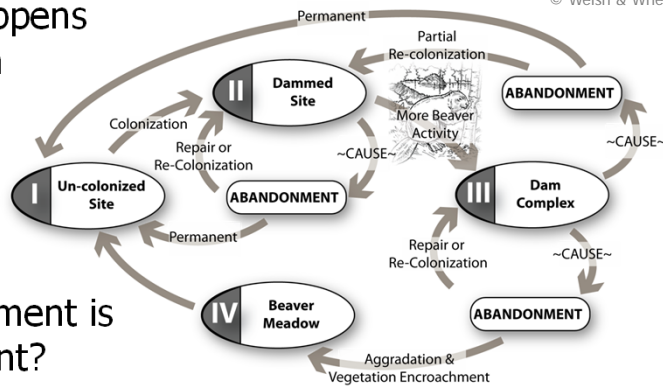 © Welsh & Whe
ppens
Permanent
Partial
Re-colonization
II
Dammed
Site
ABANDONMENT
Colonization
More Beaver
Activity
Repair or
Re-Colonization
~CAUSE~
~CAUSE~
I
Un-colonized
Site
ABANDONMENT
III
Dam
Complex
Permanent
Repair or
Re-Colonization
~CAUSE~
ment is
nt?
IV
Beaver
Meadow
ABANDONMENT
Aggradation &
Vegetation Encroachment